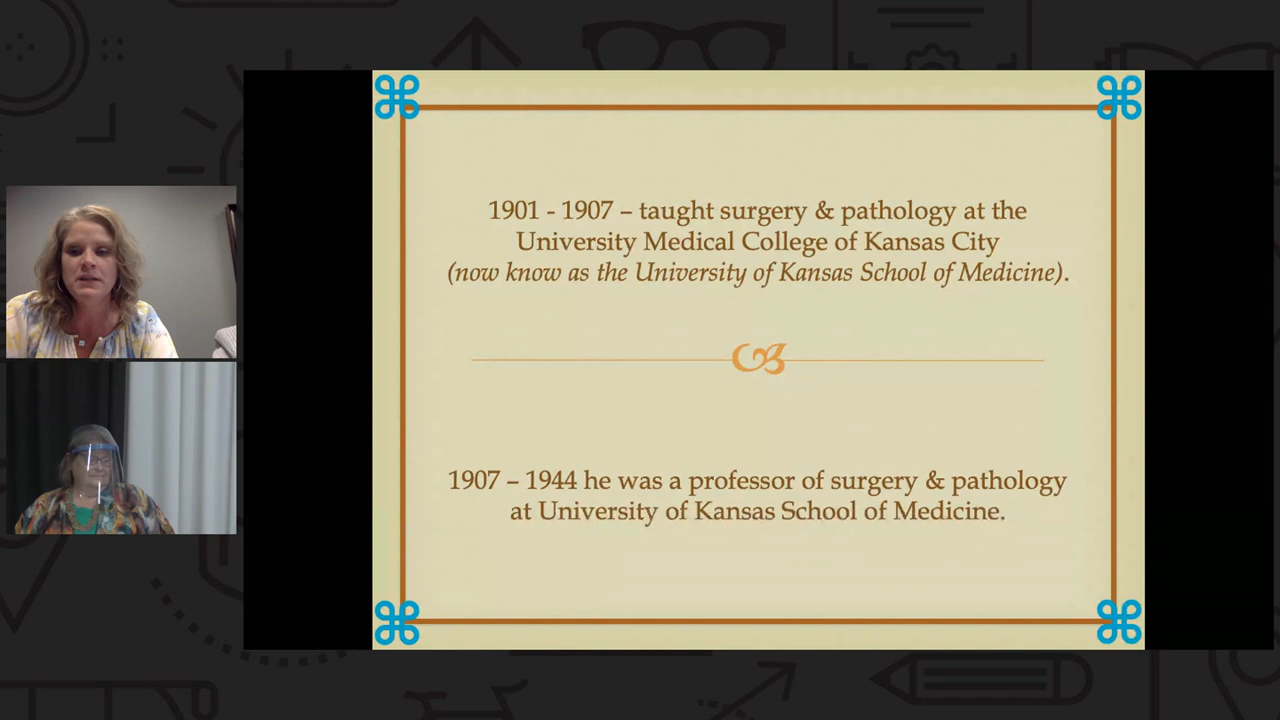 1901 - 1907 – taught surgery & pathology at the
University Medical College of Kansas City
(now know as the University of Kansas School of Medicine).
1907 – 1944 he was a professor of surgery & pathology
at University of Kansas School of Medicine.